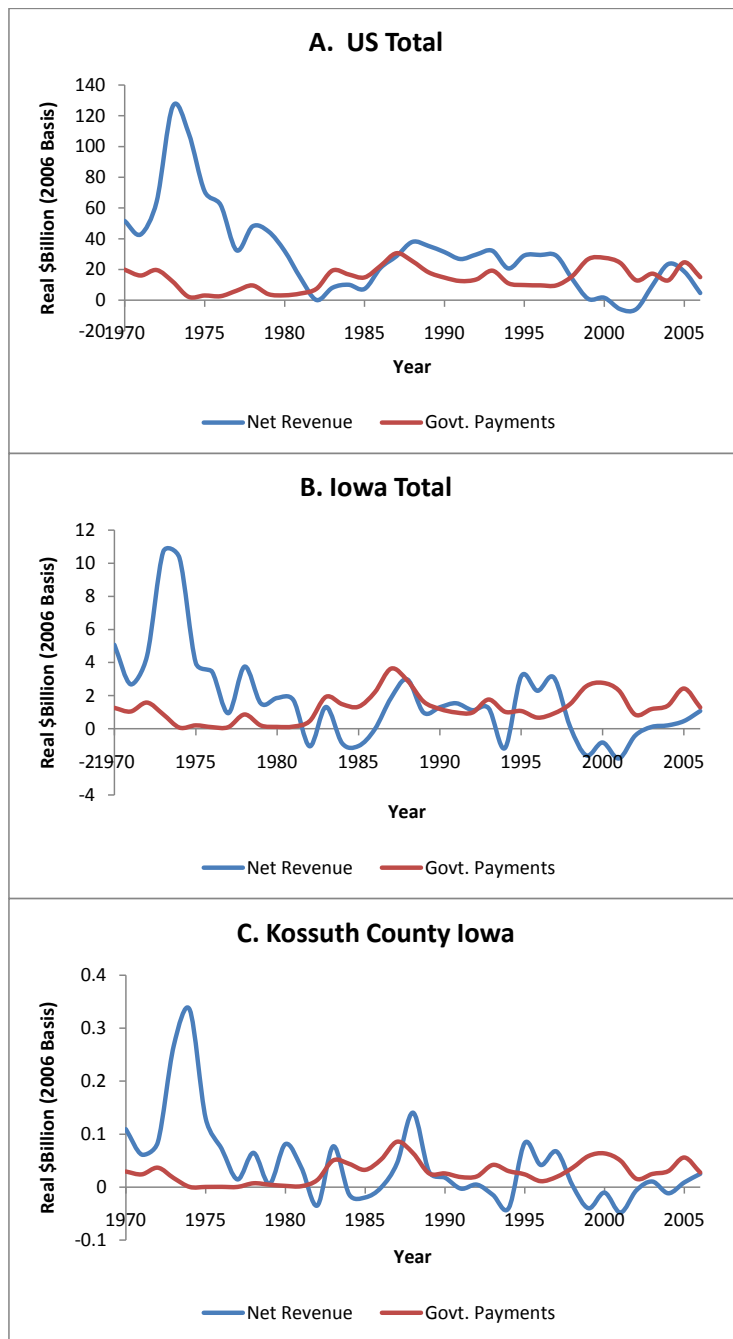 A. US Total
Real $Billion (2006 Basis)
140
120
100
80
60
40
20
0
-20
1970 1975 1980 1985 1990 1995 2000 2005
Year
Net Revenue Govt. Payments
B. Iowa Total
Real $Billion (2006 Basis)
12
10
8
6
4
2
0
-2
-4
1970 1975 1980 1985 1990 1995 2000 2005
Year
Net Revenue Govt. Payments
C. Kossuth County Iowa
Real $Billion (2006 Basis)
0.4
0.3
0.2
0.1
0
-0.1
1970 1975 1980 1985 1990 1995 2000 2005
Year
Net Revenue Govt. Payments